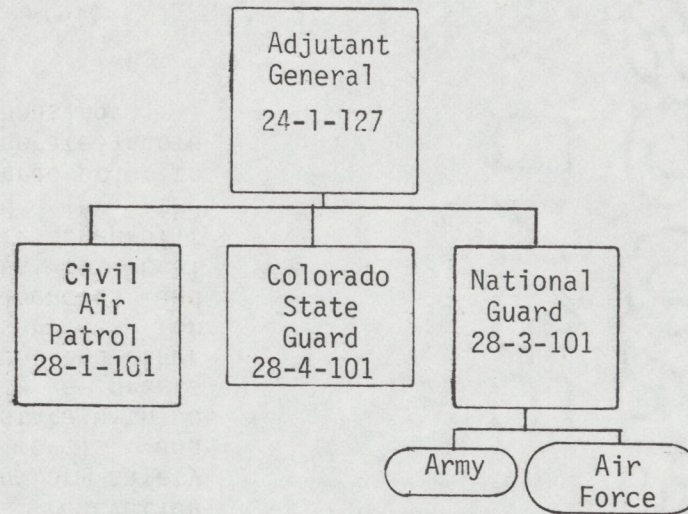 Adjutant
General
24-1-127
Civil
Air
Patrol
28-1-101
Colorado
State
Guard
28-4-101
National
Guard
28-3-101
Army
Air
Force